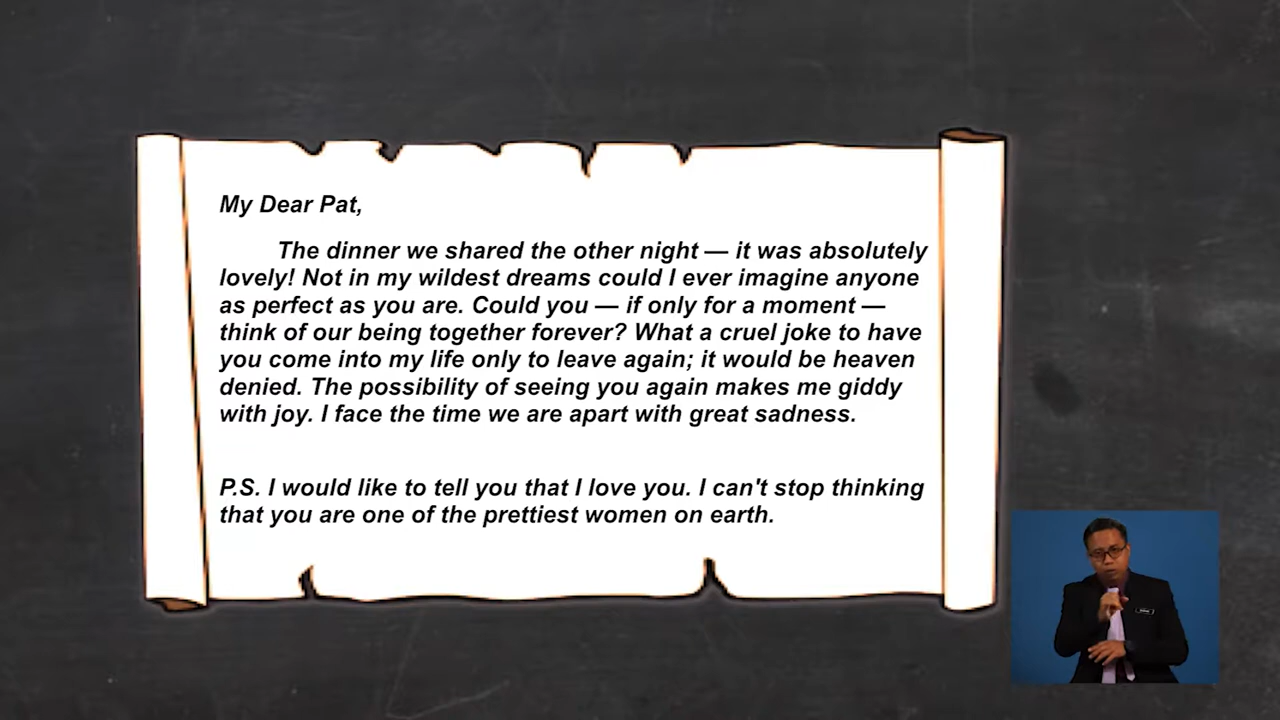 My Dear Pat,
The dinner we shared the other night — it was absolutely
lovely! Not in my wildest dreams could I ever imagine anyone
as perfect as you are. Could you — if only for a moment —
think of our being together forever? What a cruel joke to have
you come into my life only to leave again; it would be heaven
denied. The possibility of seeing you again makes me giddy
with joy. I face the time we are apart with great sadness.
P.S. I would like to tell you that I love you. I can't stop thinking
that you are one of the prettiest women on earth.